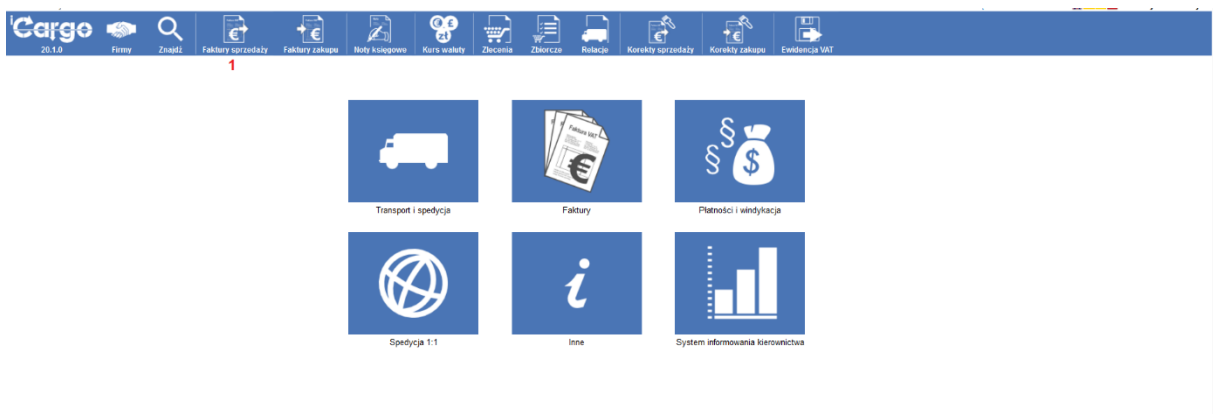 iCargo
20.1.0
Firmy
Znajdź
Faktury sprzedaży
Faktury zakupu
Noty księgowe
Kurs waluty
Zlecenia
Zbiorcze
Relacje
Korekty sprzedaży
Korekty zakupu
Ewidencja VAT
1
Faktura VAT
Transport i spedycja
Faktury
Płatności i windykacja
Spedycja 1:1
Inne
System informowania kierownictwa